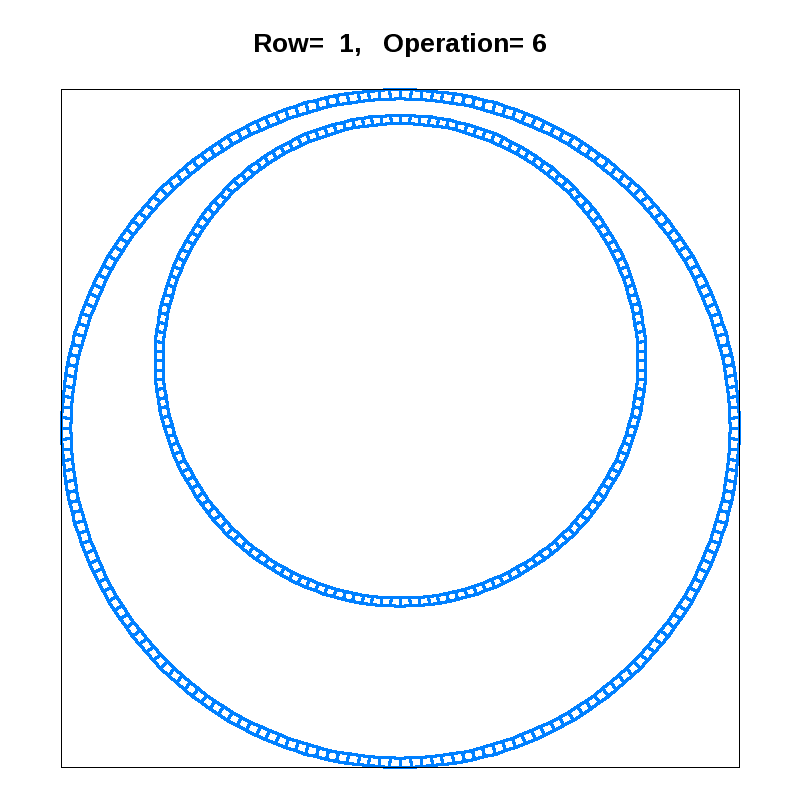 Row=  1,   Operation= 6